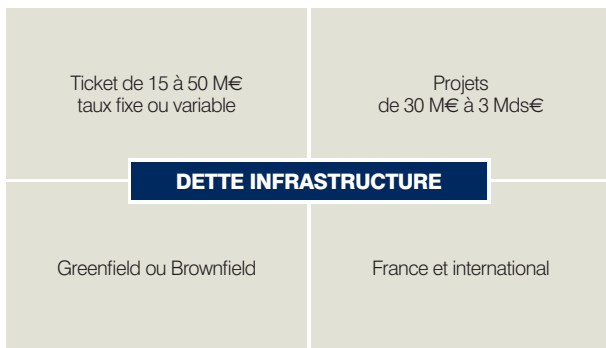 Ticket de 15 à 50 M€
taux fixe ou variable
Projets
de 30 M€ à 3 Mds€
DETTE INFRASTRUCTURE
Greenfield ou Brownfield
France et international